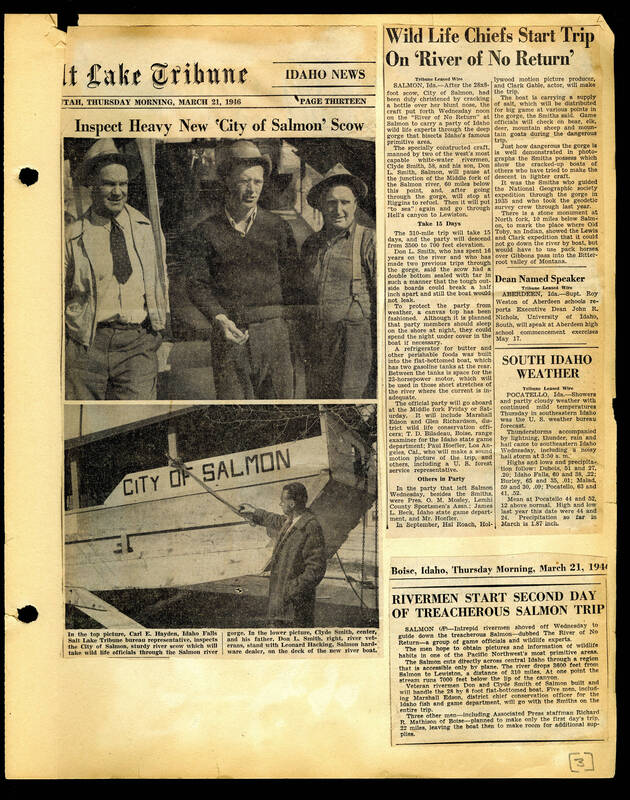 lt Lake Tribune
IDAHO NEWS
UTAH, THURSDAY MORNING, MARCH 21, 1946
PAGE THIRTEEN
Inspect Heavy New 'City of Salmon' Scow
CITY OF SALMON
In the top picture, Carl E. Hayden, Idaho Falls
Salt Lake Tribune bureau representative, inspects
the City of Salmon, sturdy river scow which will
take wild life officials through the Salmon river
gorge. In the lower picture, Clyde Smith, center,
and his father, Don L. Smith, right, river vet-
erans, stand with Leonard Hacking, Salmon hard-
ware dealer, on the deck of the new river boat.
Wild Life Chiefs Start Trip
On 'River of No Return'
Tribune Leased Wire
SALMON, Ida.—After the 28x8-
foot scow, City of Salmon, had
been duly christened by cracking
a bottle over her blunt nose, the
craft put forth Wednesday noon
on the "River of No Return" at
Salmon to carry a party of Idaho
wild life experts through the deep
gorge that bisects Idaho's famous
primitive area.
The specially constructed craft,
manned by two of the west's most
capable white-water rivermen,
Clyde Smith, 58, and his son, Don
L. Smith, Salmon, will pause at
the junction of the Middle fork of
the Salmon river, 60 miles below
this point, and, after going
through the gorge, will stop at
Riggins to refuel. Then it will put
to "sea" again and go through
Hell's canyon to Lewiston.
Take 15 Days
The 310-mile trip will take 15
days, and the party will descend
from 3500 to 700 feet elevation.
Don L. Smith, who has spent 16
years on the river and who has
made two previous trips through
the gorge, said the scow had a
double bottom sealed with tar in
such a manner that the tough out-
side boards could break a half
inch apart and still the boat would
not leak.
To protect the party from
weather, a canvas top has been
fashioned. Although it is planned
that party members should sleep
on the shore at night, they could
spend the night under cover in the
boat if necessary.
A refrigerator for butter and
other perishable foods was built
into the flat-bottomed boat, which
has two gasoline tanks at the rear.
Between the tanks is space for the
22-horsepower motor, which will
be used in those short stretches of
the river where the current is in-
adequate.
The official party will go aboard
at the Middle fork Friday or Sat-
urday. It will include Marshall
Edson and Glen Richardson, dis-
trict wild life conservation offi-
cers; T. D. Biladeau, Boise, range
examiner for the Idaho state game
department; Paul Hoefler, Los An-
geles, Cal., who will make a sound
motion picture of the trip, and
others, including a U. S. forest
service representative.
Others in Party
In the party that left Salmon
Wednesday, besides the Smiths,
were Pres. O. M. Mosley, Lemhi
County Sportsmen's Assn.; James
L. Beck, Idaho state game depart-
ment, and Mr. Hoefler.
In September, Hal Roach, Hol-
lywood motion picture producer,
and Clark Gable, actor, will make
the trip.
The boat is carrying a supply
of salt, which will be distributed
for big game at various points in
the gorge, the Smiths said. Game
officials will check on bear, elk,
deer, mountain sheep and moun-
tain goats during the dangerous
trip.
Just how dangerous the gorge is
is well demonstrated in photo-
graphs the Smiths possess which
show the cracked-up boats of
others who have tried to make the
descent in lighter craft.
It was the Smiths who guided
the National Geographic society
expedition through the gorge in
1935 and who took the geodetic
survey crew through last year.
There is a stone monument at
North fork, 10 miles below Salm-
on, to mark the place where Old
Toby, an Indian, showed the Lewis
and Clark expedition that it could
not go down the river by boat, but
would have to use pack horses
over Gibbons pass into the Bitter-
root valley of Montana.
Dean Named Speaker
Tribune Leased Wire
ABERDEEN, Ida.—Supt. Roy
Weston of Aberdeen schools re-
ports Executive Dean John R.
Nichols, University of Idaho,
South, will speak at Aberdeen high
school commencement exercises
May 17.
SOUTH IDAHO
WEATHER
Tribune Leased Wire
POCATELLO, Ida.—Showers
and partly cloudy weather with
continued mild temperatures
Thursday in southeastern Idaho
was the U. S. weather bureau
forecast.
Thunderstorms accompanied
by lightning, thunder, rain and
hail came to southeastern Idaho
Wednesday, including a noisy
hail storm at 3:50 a. m.
Highs and lows and precipita-
tion follow: Dubois, 51 and 27,
.20; Idaho Falls, 60 and 38, .22;
Burley, 65 and 35, .01; Malad,
59 and 30, .09; Pocatello, 63 and
41, .52.
Mean at Pocatello 44 and 52,
12 above normal. High and low
last year this date were 44 and
24. Precipitation so far in
March is 1.87 inch.
Boise, Idaho, Thursday Morning, March 21, 1946
RIVERMEN START SECOND DAY
OF TREACHEROUS SALMON TRIP
SALMON (AP)—Intrepid rivermen shoved off Wednesday to
guide down the treacherous Salmon—dubbed The River of No
Return—a group of game officials and wildlife experts.
The men hope to obtain pictures and information of wildlife
habits in one of the Pacific Northwest's most primitive areas.
The Salmon cuts directly across central Idaho through a region
that is accessible only by plane. The river drops 3600 feet from
Salmon to Lewiston, a distance of 310 miles. At one point the
stream runs 7000 feet below the lip of the canyon.
Veteran rivermen Don and Clyde Smith of Salmon built and
will handle the 28 by 8 foot flat-bottomed boat. Five men, includ-
ing Marshall Edson, district chief conservation officer for the
Idaho fish and game department, will go with the Smiths on the
entire trip.
Three other men—including Associated Press staffman Richard
R. Mathison of Boise—planned to make only the first day's trip,
22 miles, leaving the boat then to make room for additional sup-
plies.
[3]